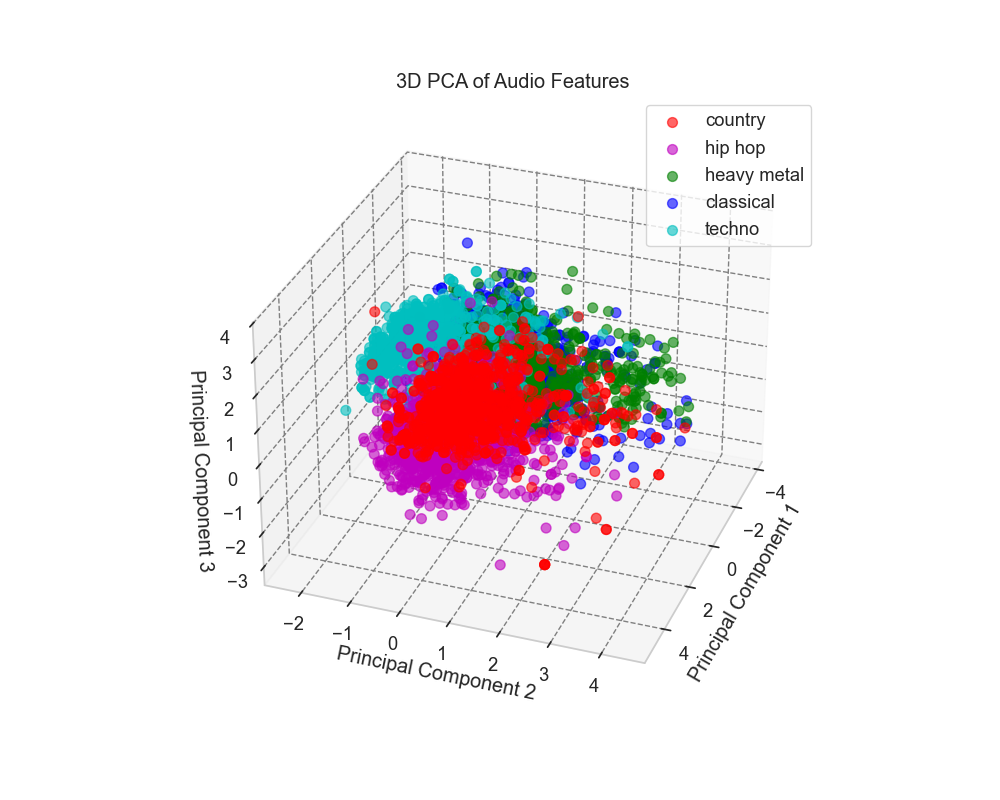 3D PCA of Audio Features
country
hip hop
heavy metal
classical
techno
4
3
2
1
0
−1
−2
−3
Principal Component 3
−2
−1
0
1
2
3
4
Principal Component 2
−4
−2
0
2
4
Principal Component 1